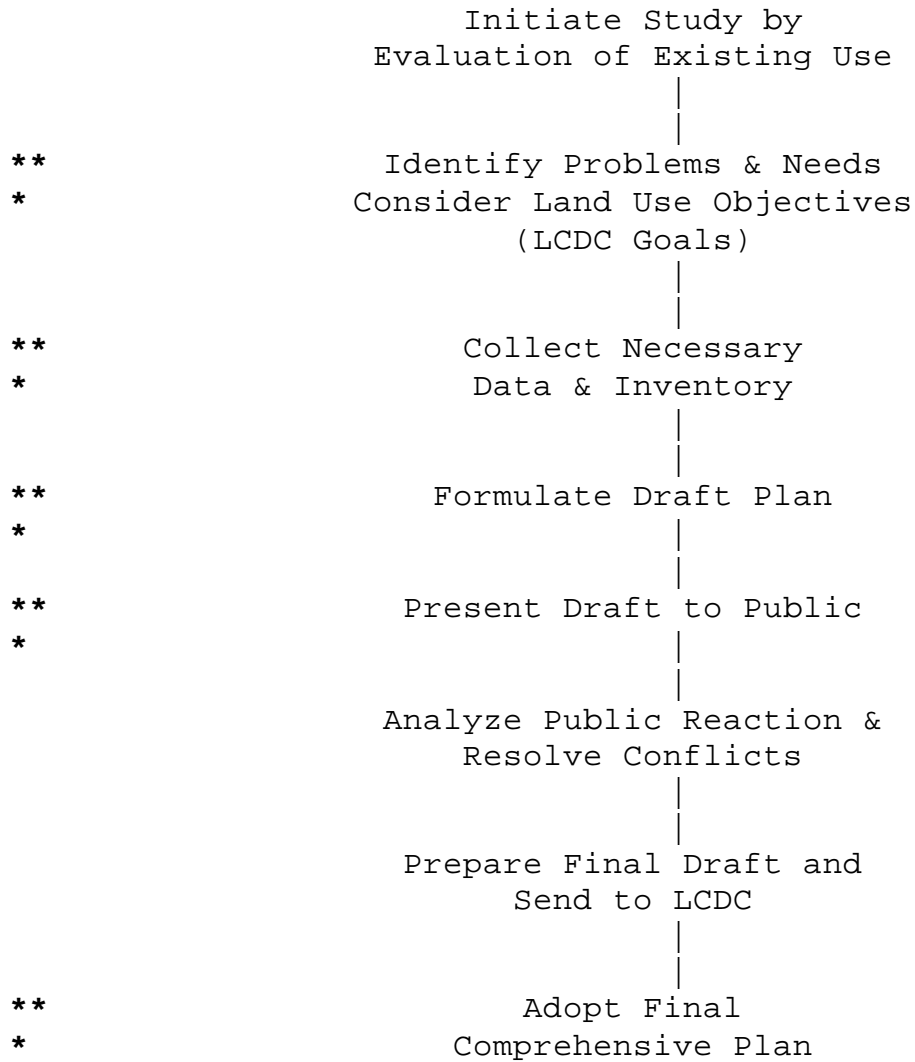 Initiate Study by
Evaluation of Existing Use
|
|
** Identify Problems & Needs
* Consider Land Use Objectives
(LCDC Goals)
|
|
** Collect Necessary
* Data & Inventory
|
|
** Formulate Draft Plan
* |
|
** Present Draft to Public
* |
|
Analyze Public Reaction &
Resolve Conflicts
|
|
Prepare Final Draft and
Send to LCDC
|
|
** Adopt Final
* Comprehensive Plan